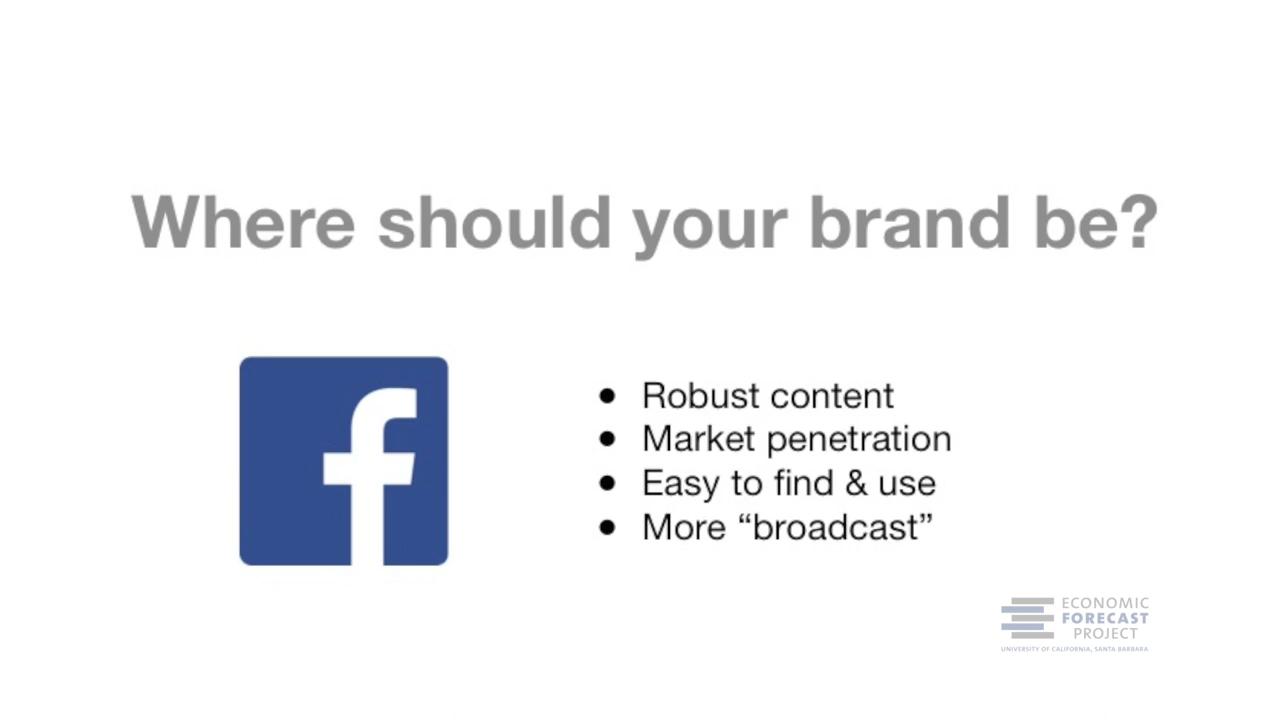 Where should your brand be?
f
• Robust content
• Market penetration
• Easy to find & use
• More “broadcast”
ECONOMIC
FORECAST
PROJECT
UNIVERSITY OF CALIFORNIA, SANTA BARBARA